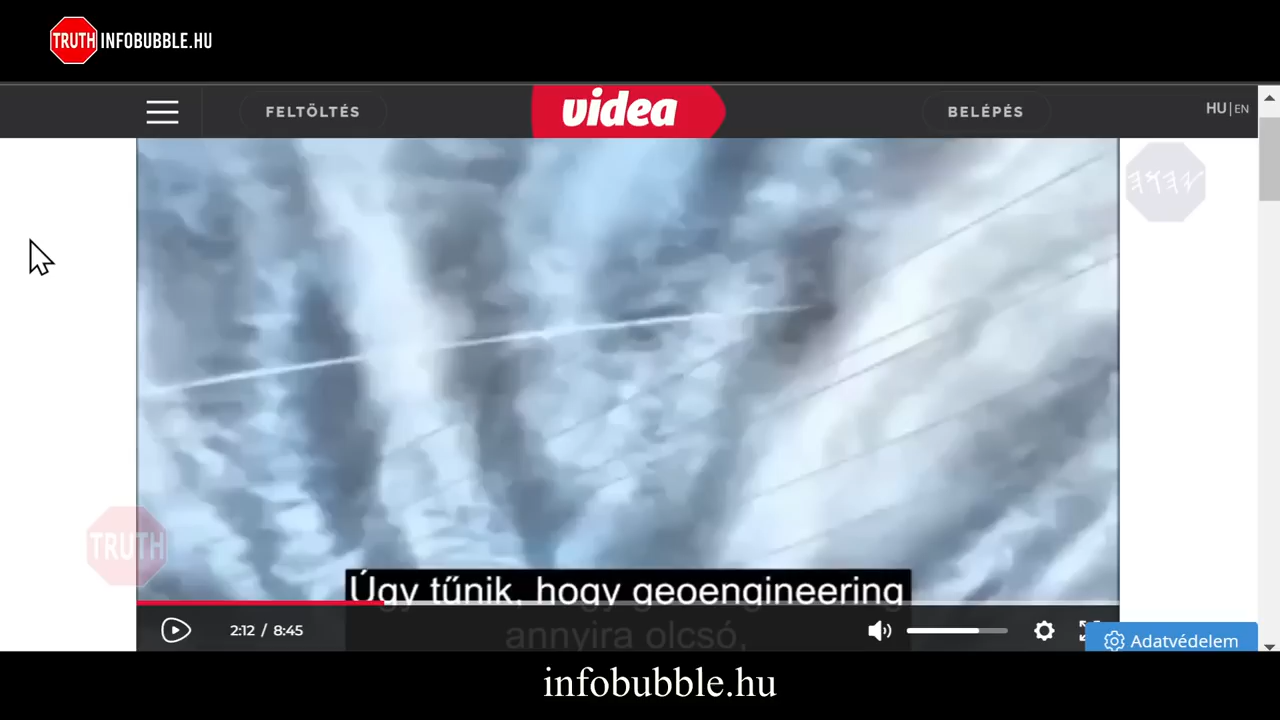 TRUTH INFOBUBBLE.HU
FELTÖLTÉS
videa
BELÉPÉS
HU|EN
𐤉𐤄𐤅𐤄
TRUTH
Úgy tűnik, hogy geoengineering
annyira olcsó,
2:12 / 8:45
Adatvédelem
infobubble.hu